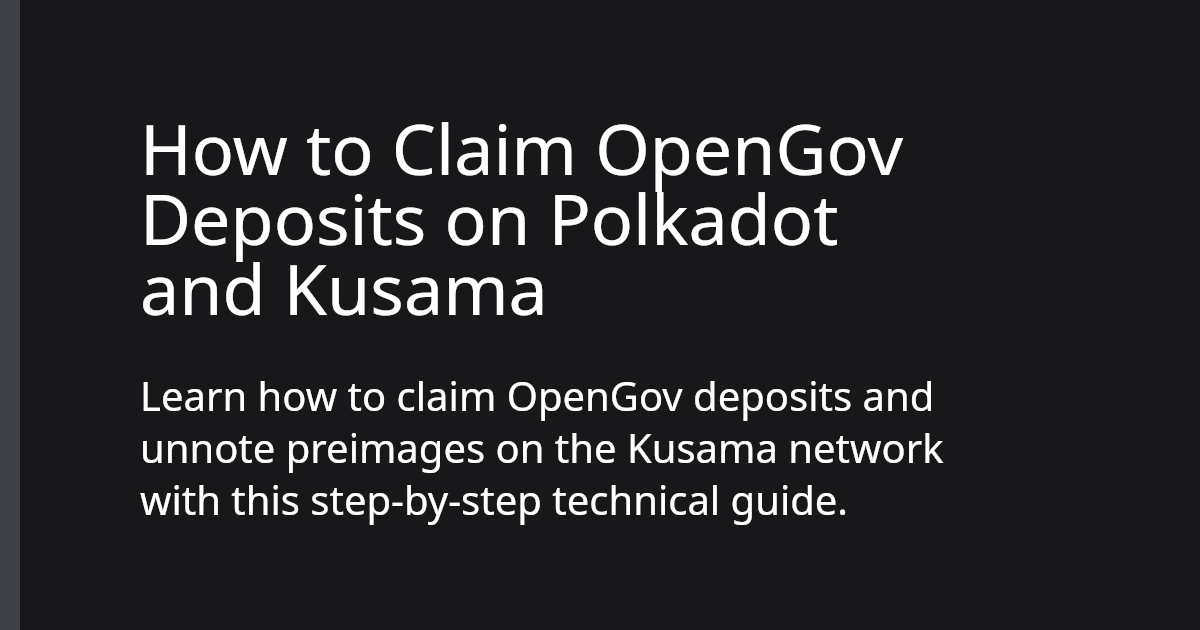 How to Claim OpenGov
Deposits on Polkadot
and Kusama
Learn how to claim OpenGov deposits and
unnote preimages on the Kusama network
with this step-by-step technical guide.